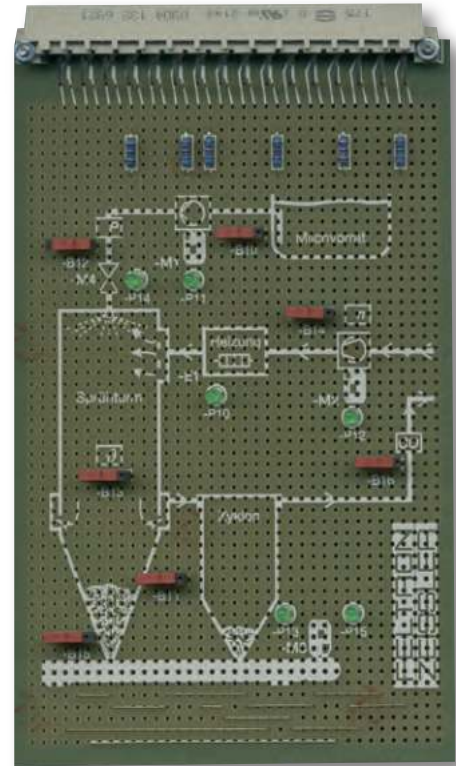 P
-M1
-B10
Milchvorrat
-B12
-M4
-P14
-P11
-B14
Heizung
-E1
-M2
Sprühturm
-P10
-P12
-B16
-B13
Zyklon
-B11
-P13
-P15
-M3